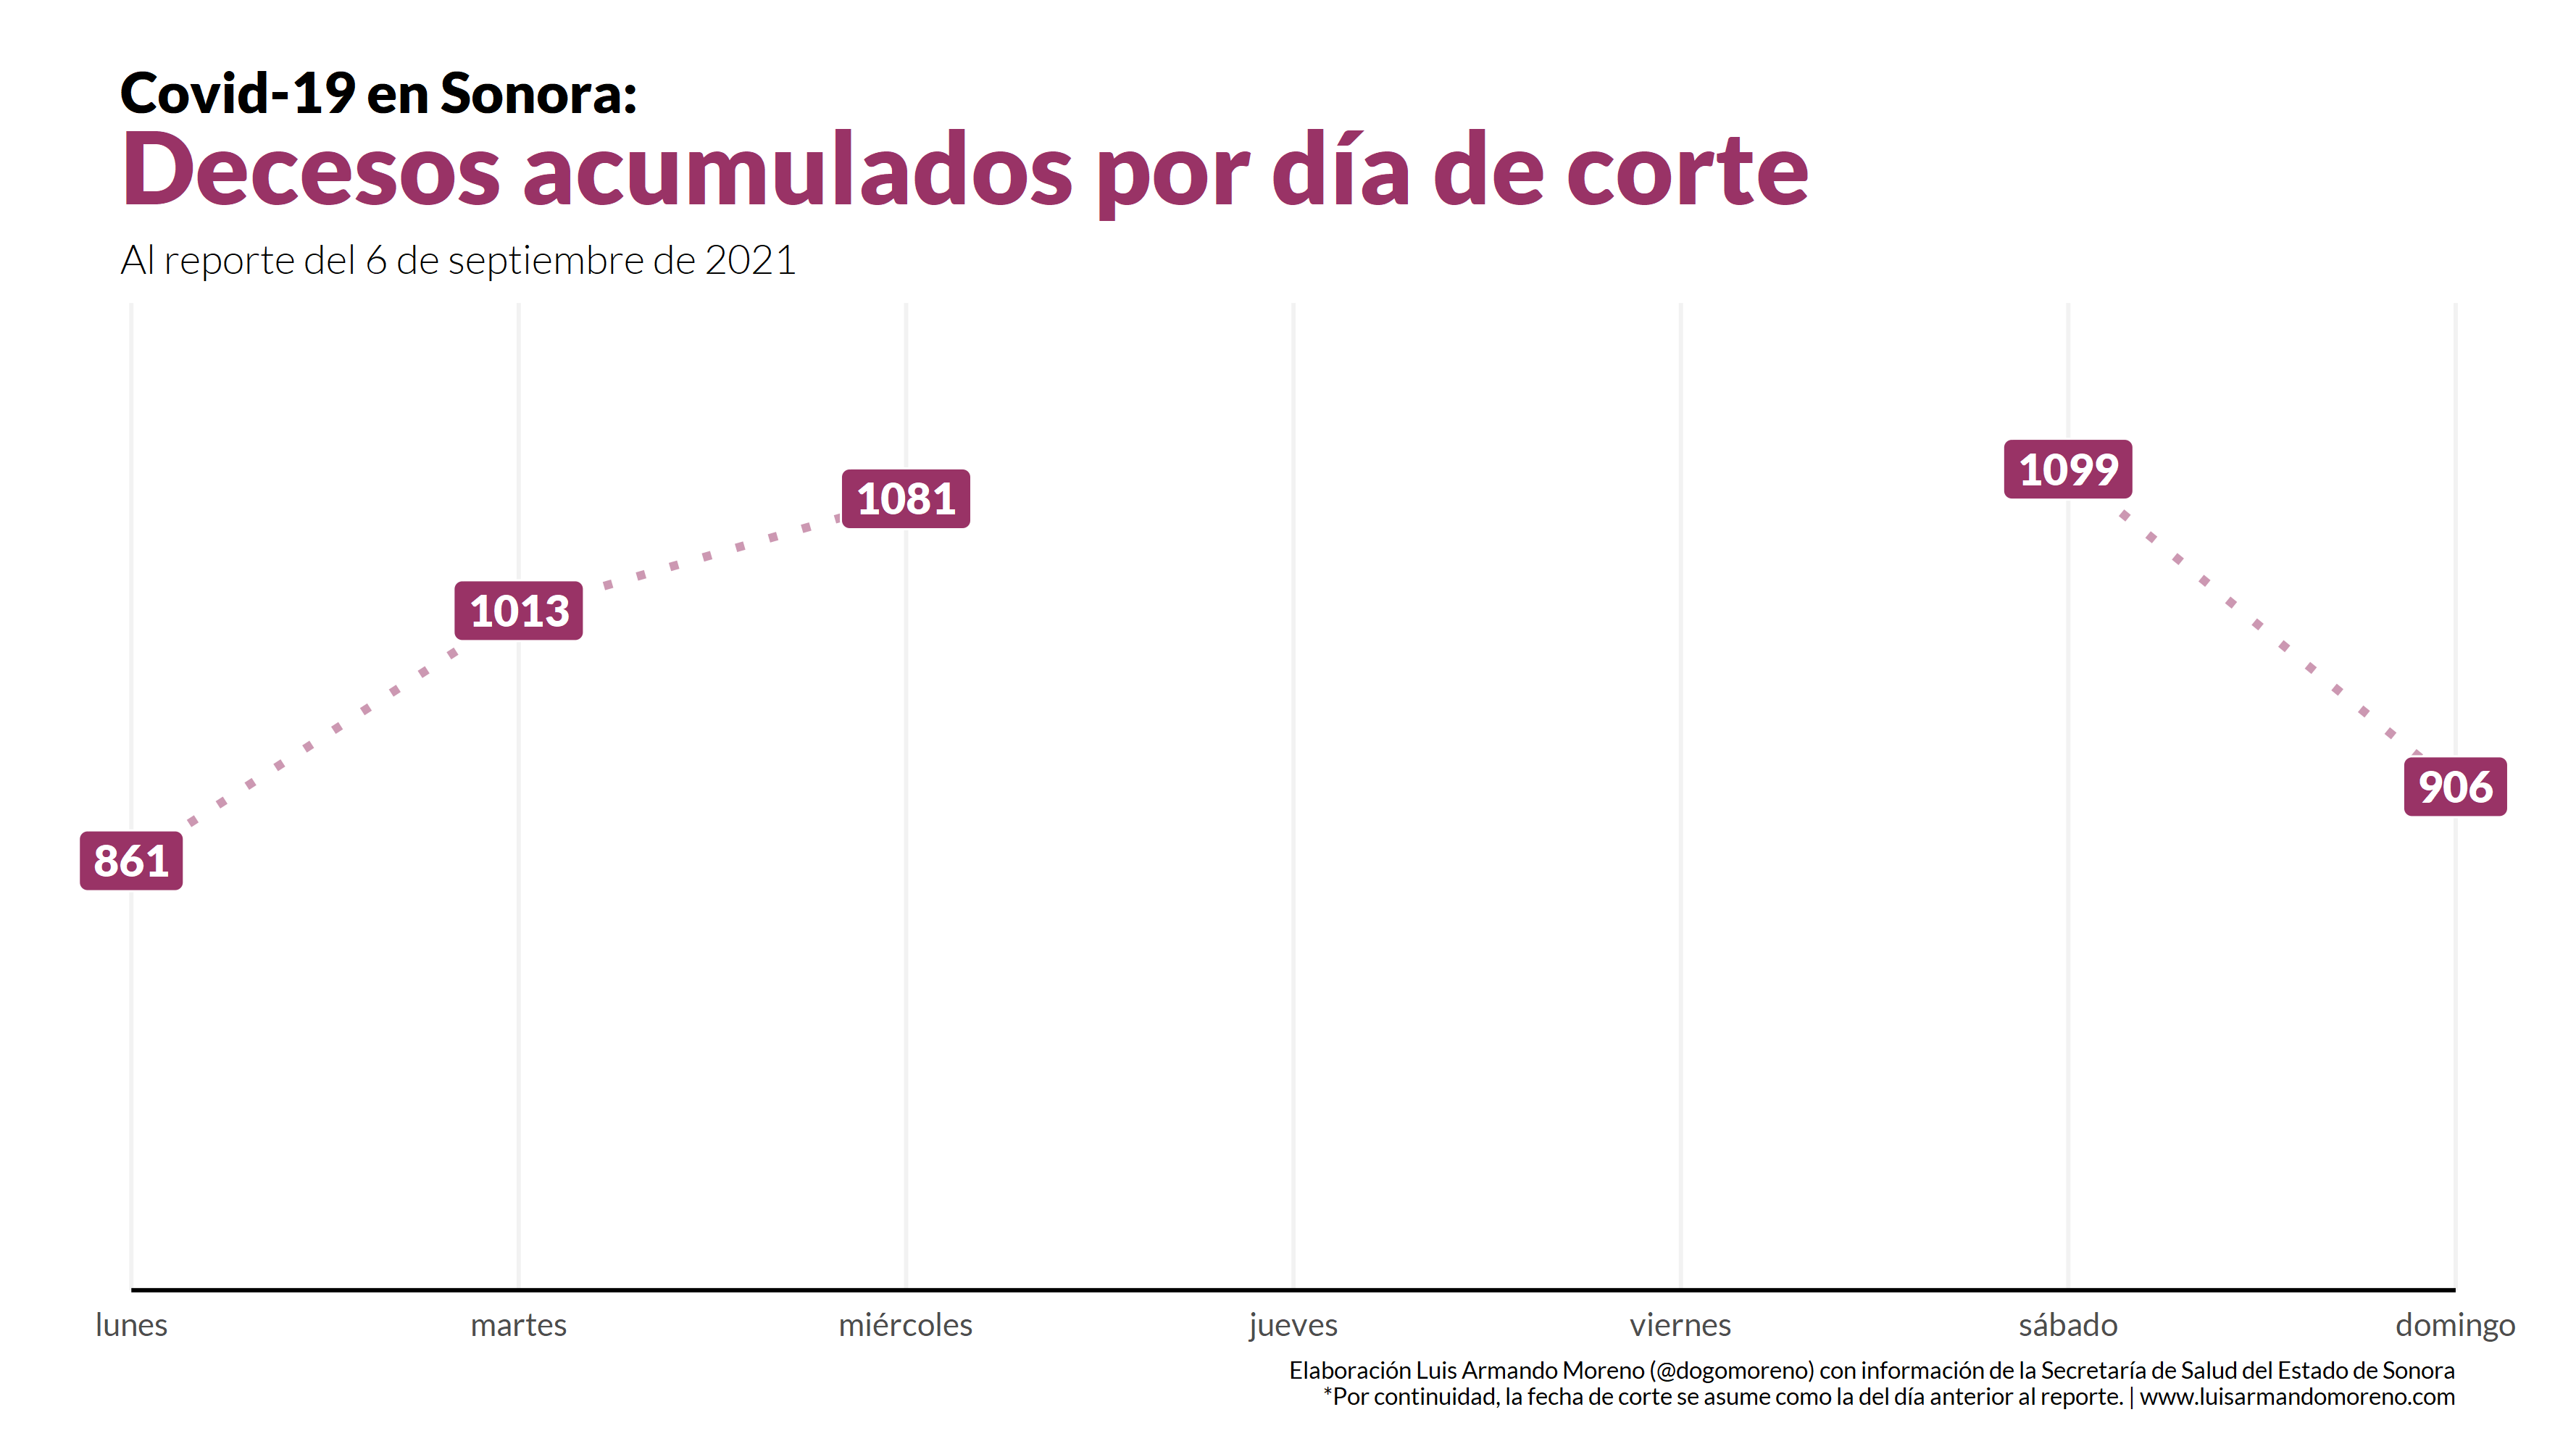 Covid-19 en Sonora:
Decesos acumulados por día de corte
Al reporte del 6 de septiembre de 2021
1099
1081
1013
906
861
lunes martes miércoles jueves viernes sábado domingo
Elaboración Luis Armando Moreno (@dogomoreno) con información de la Secretaría de Salud del Estado de Sonora
*Por continuidad, la fecha de corte se asume como la del día anterior al reporte. | www.luisarmandomoreno.com